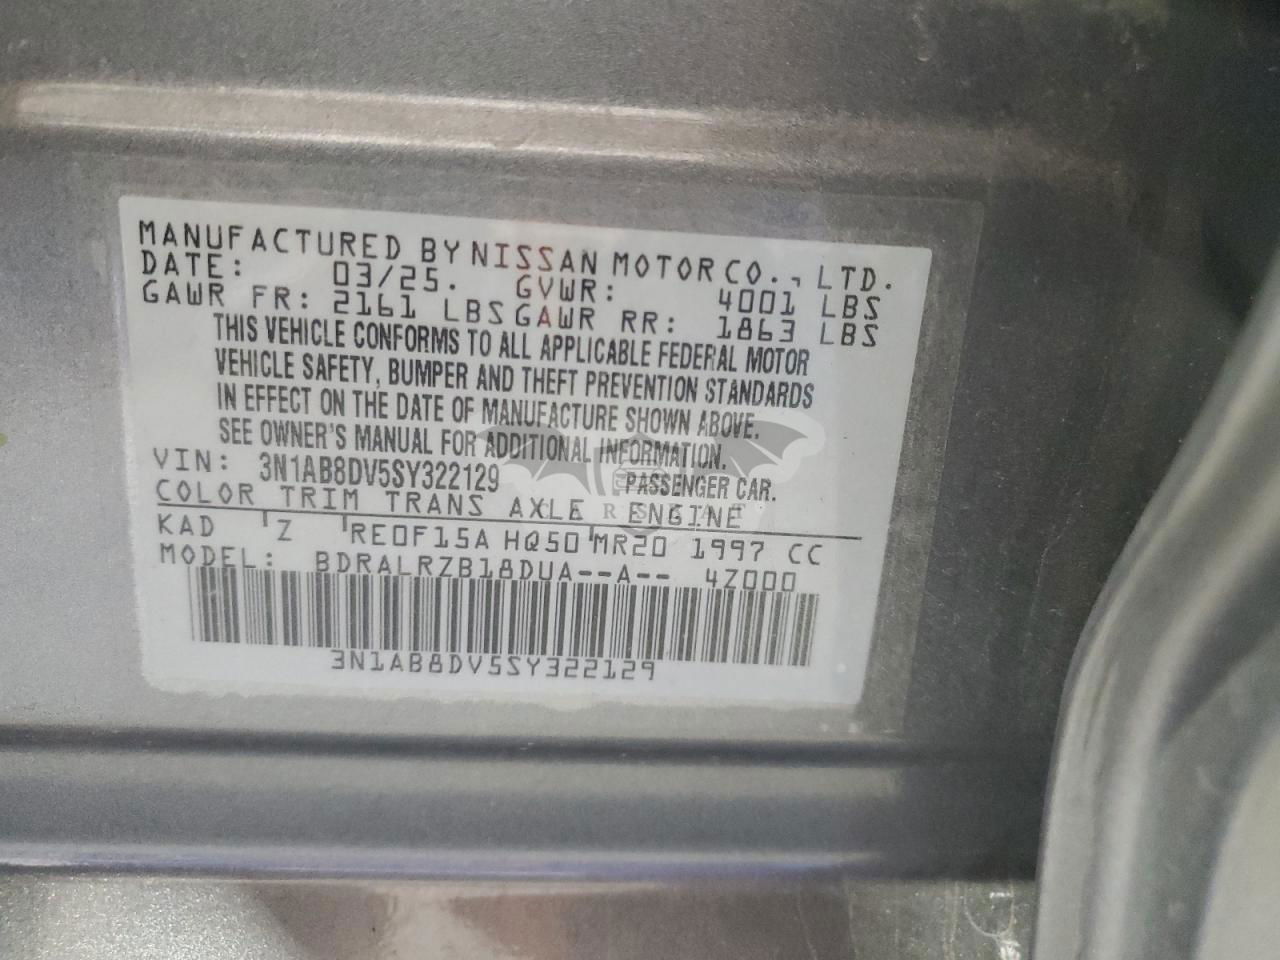 MANUFACTURED BY NISSAN MOTOR CO., LTD.
DATE: 03/25. GVWR: 4001 LBS
GAWR FR: 2161 LBS GAWR RR: 1863 LBS
THIS VEHICLE CONFORMS TO ALL APPLICABLE FEDERAL MOTOR
VEHICLE SAFETY, BUMPER AND THEFT PREVENTION STANDARDS
IN EFFECT ON THE DATE OF MANUFACTURE SHOWN ABOVE.
SEE OWNER'S MANUAL FOR ADDITIONAL INFORMATION.
VIN: 3N1AB8DV5SY322129 PASSENGER CAR.
COLOR TRIM TRANS AXLE ENGINE
KAD Z RE0F15A HQ50 MR20 1997 CC
MODEL: BDRALRZB18DUA--A-- 4Z000
3N1AB8DV5SY322129